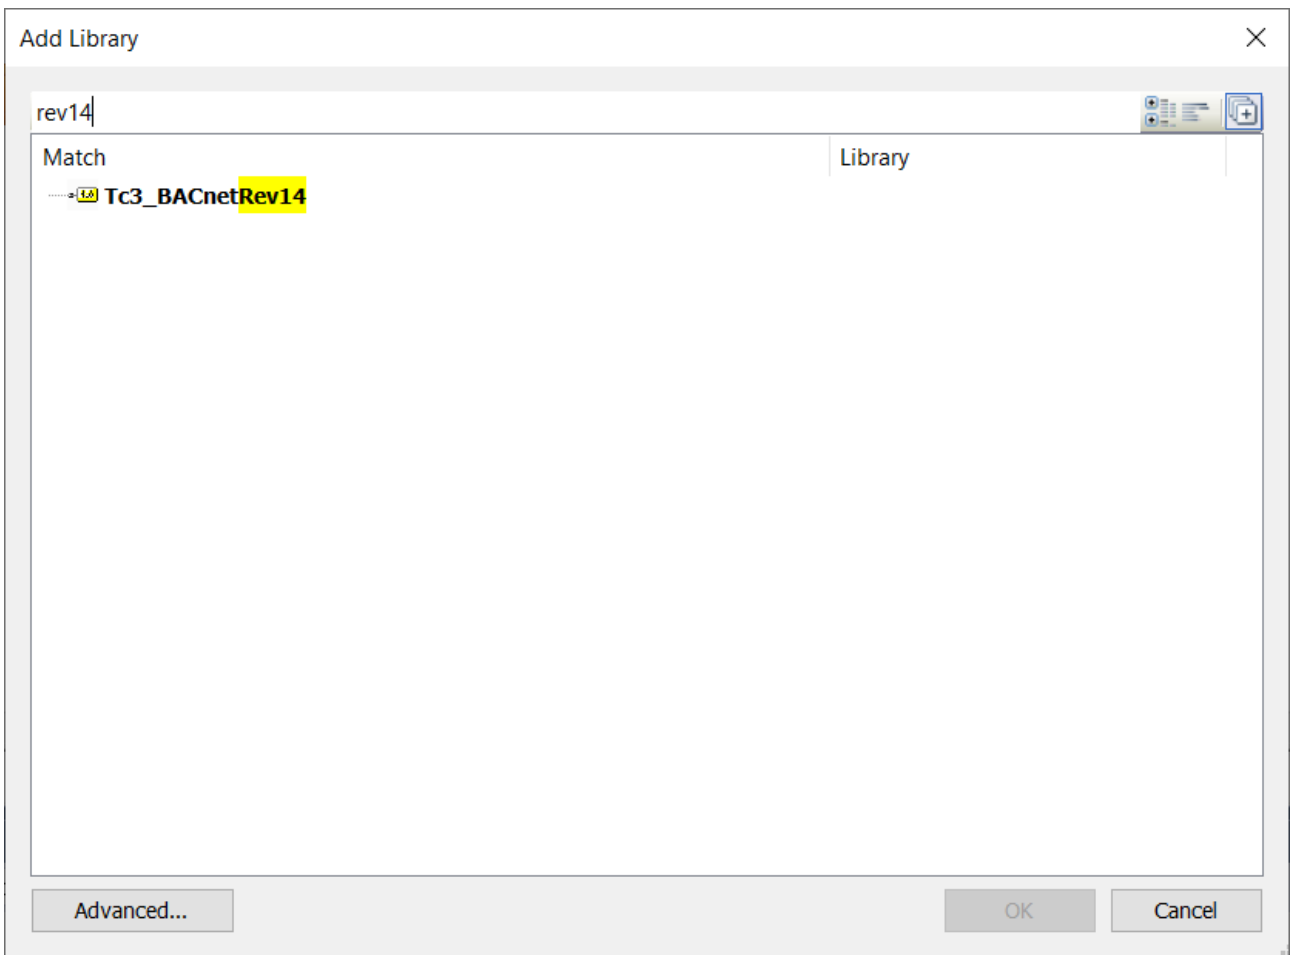 Add Library
rev14
Match Library
Tc3_BACnetRev14
Advanced... OK Cancel